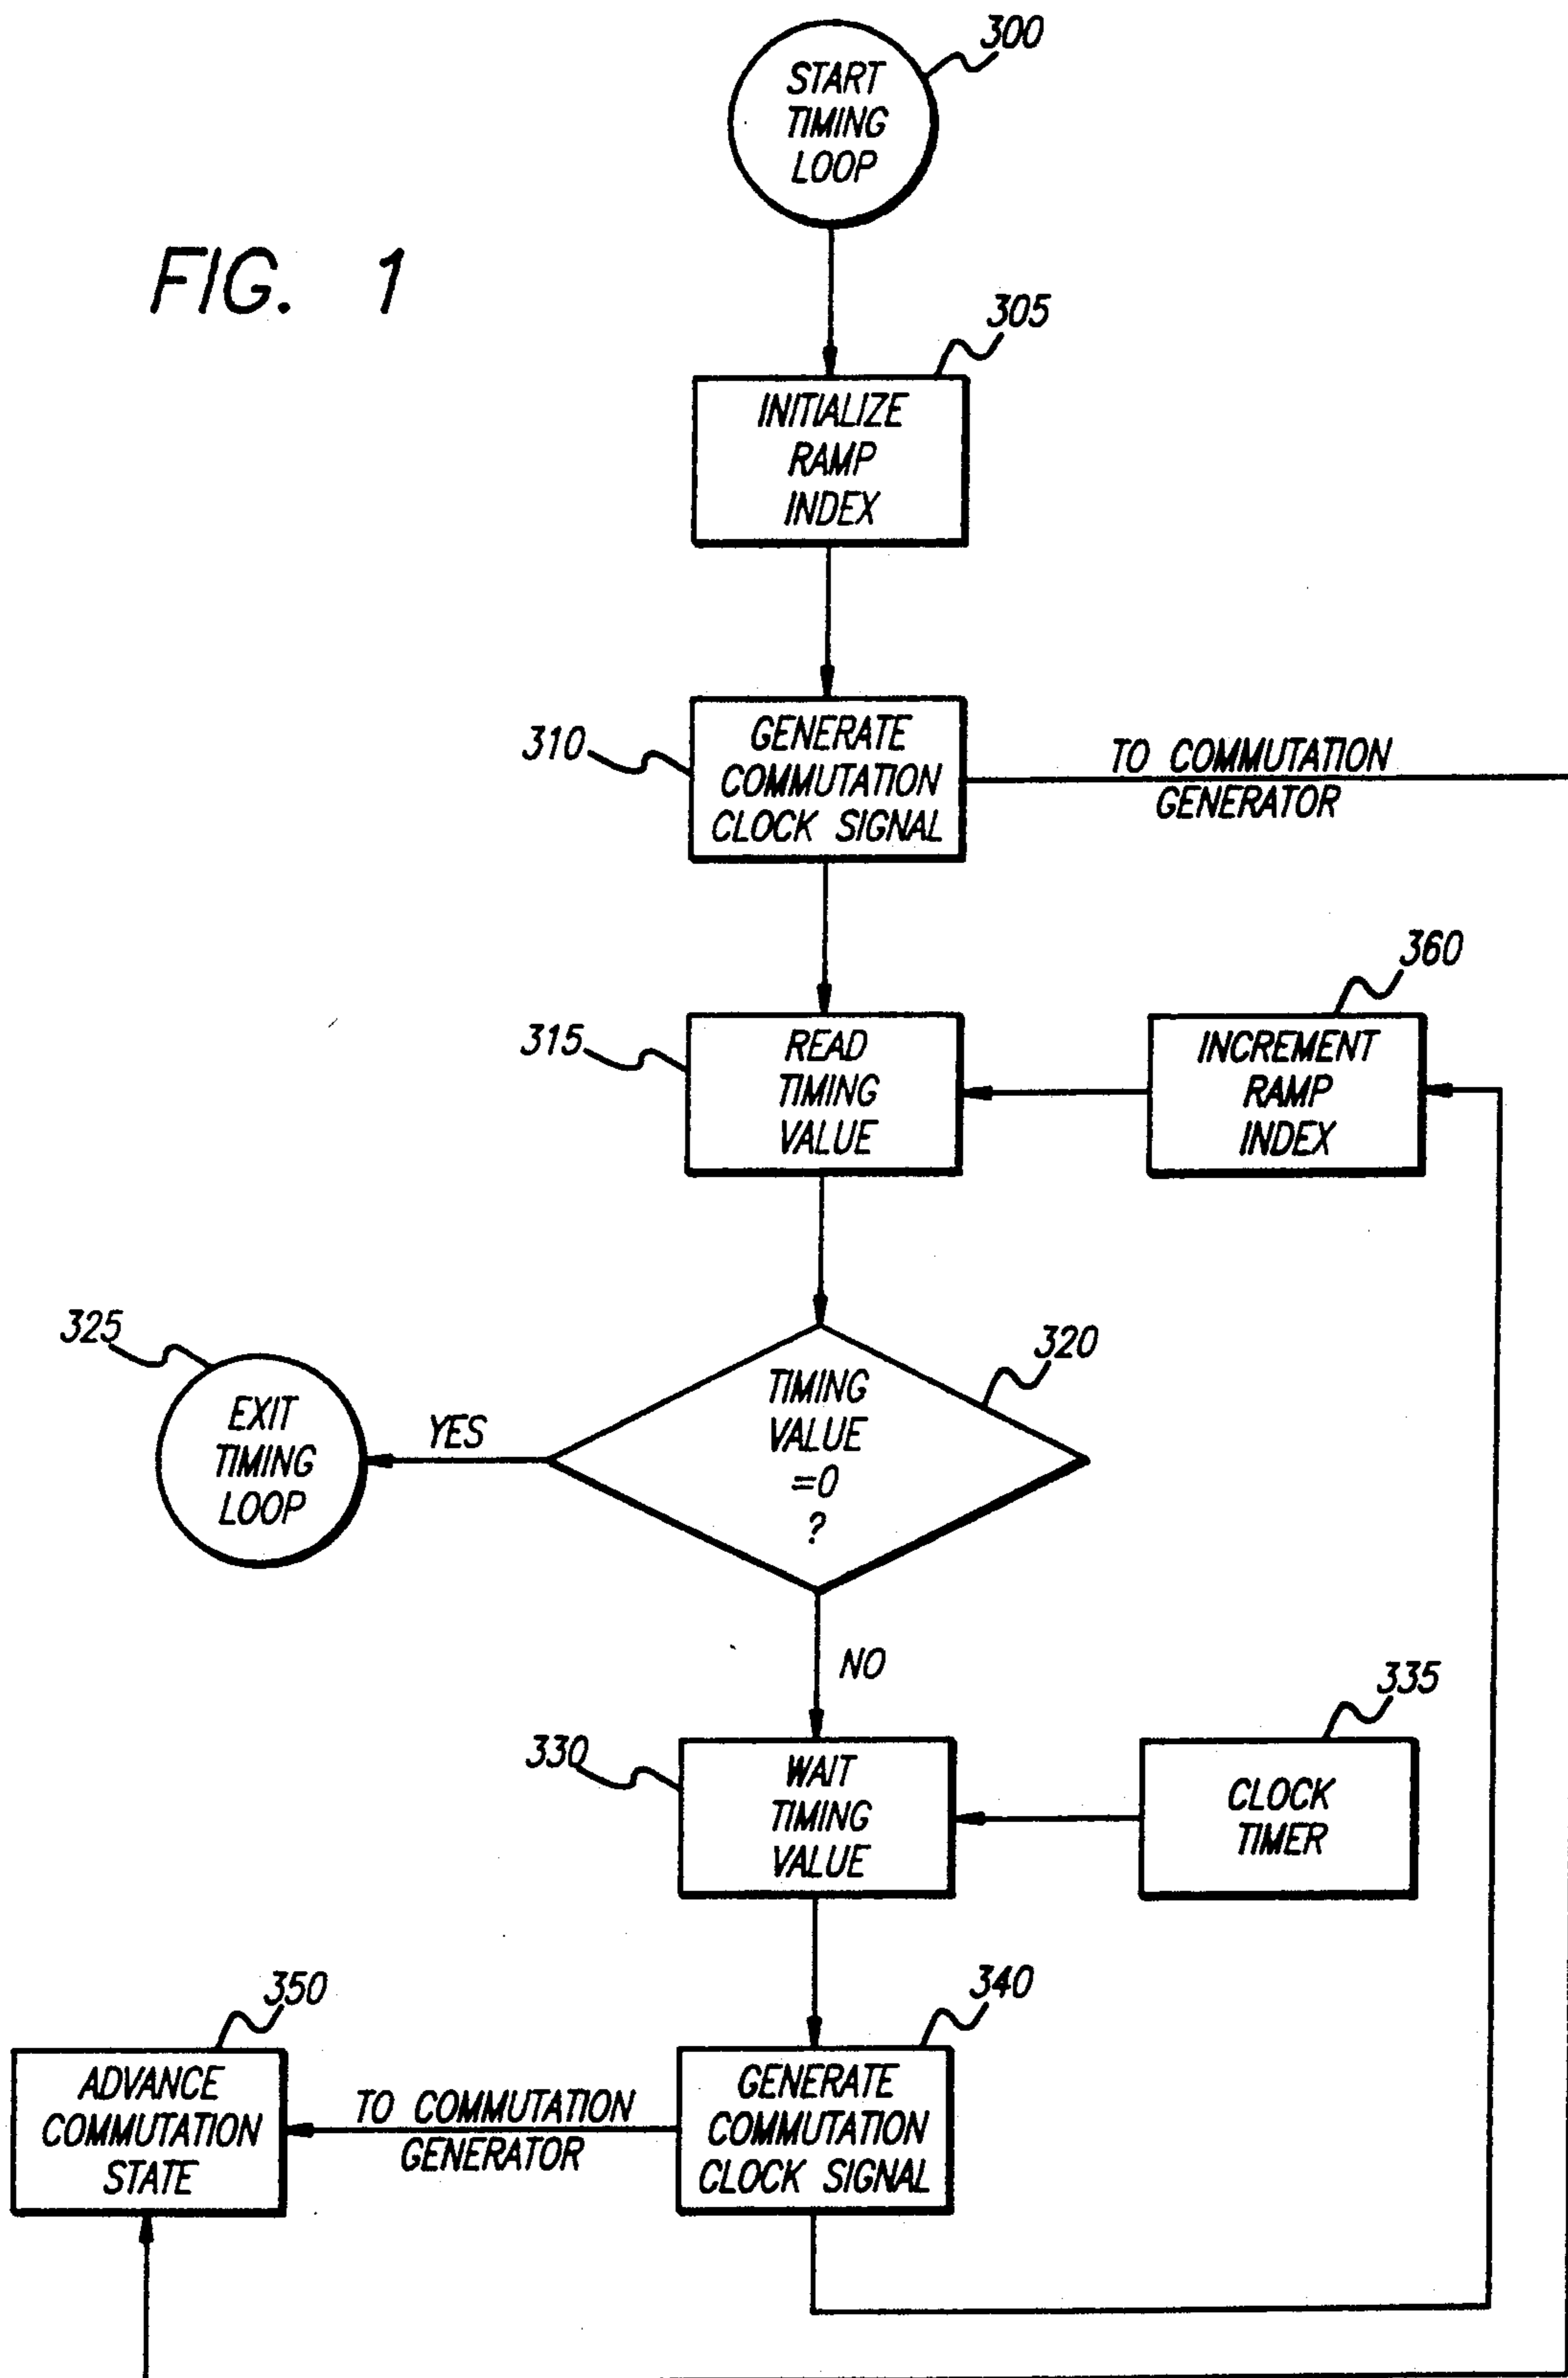 300
START
TIMING
LOOP
FIG. 1
305
INITIALIZE
RAMP
INDEX
310
GENERATE
COMMUTATION
CLOCK SIGNAL
TO COMMUTATION
GENERATOR
360
315
READ
TIMING
VALUE
INCREMENT
RAMP
INDEX
325
320
EXIT
TIMING
LOOP
YES
TIMING
VALUE
=0
?
NO
335
330
WAIT
TIMING
VALUE
CLOCK
TIMER
350
340
ADVANCE
COMMUTATION
STATE
TO COMMUTATION
GENERATOR
GENERATE
COMMUTATION
CLOCK SIGNAL